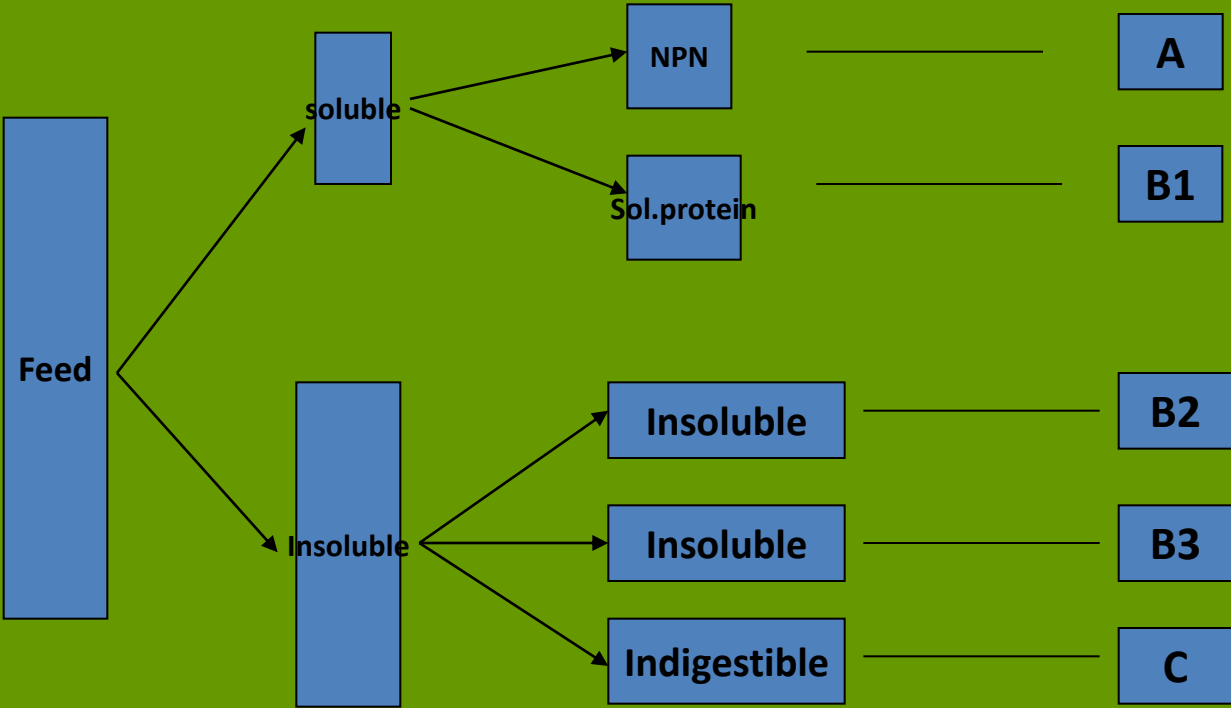 Feed
soluble
NPN
A
Sol.protein
B1
Insoluble
Insoluble
B2
Insoluble
B3
Indigestible
C